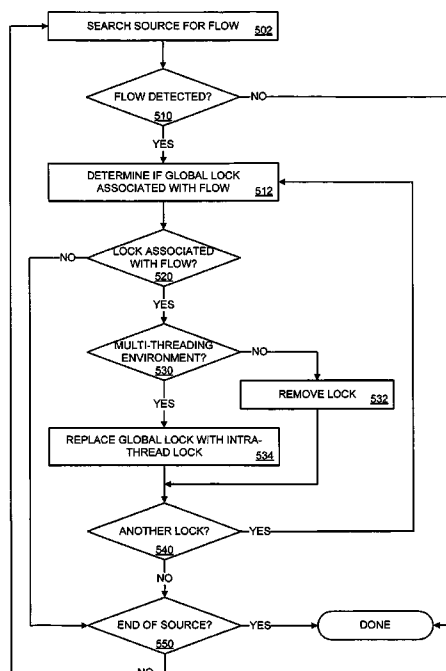 SEARCH SOURCE FOR FLOW
502
FLOW DETECTED?
510
NO
YES
DETERMINE IF GLOBAL LOCK
ASSOCIATED WITH FLOW
512
NO
LOCK ASSOCIATED
WITH FLOW?
520
YES
MULTI-THREADING
ENVIRONMENT?
530
NO
YES
REMOVE LOCK
532
REPLACE GLOBAL LOCK WITH INTRA-
THREAD LOCK
534
ANOTHER LOCK?
540
YES
NO
END OF SOURCE?
550
YES
DONE
NO